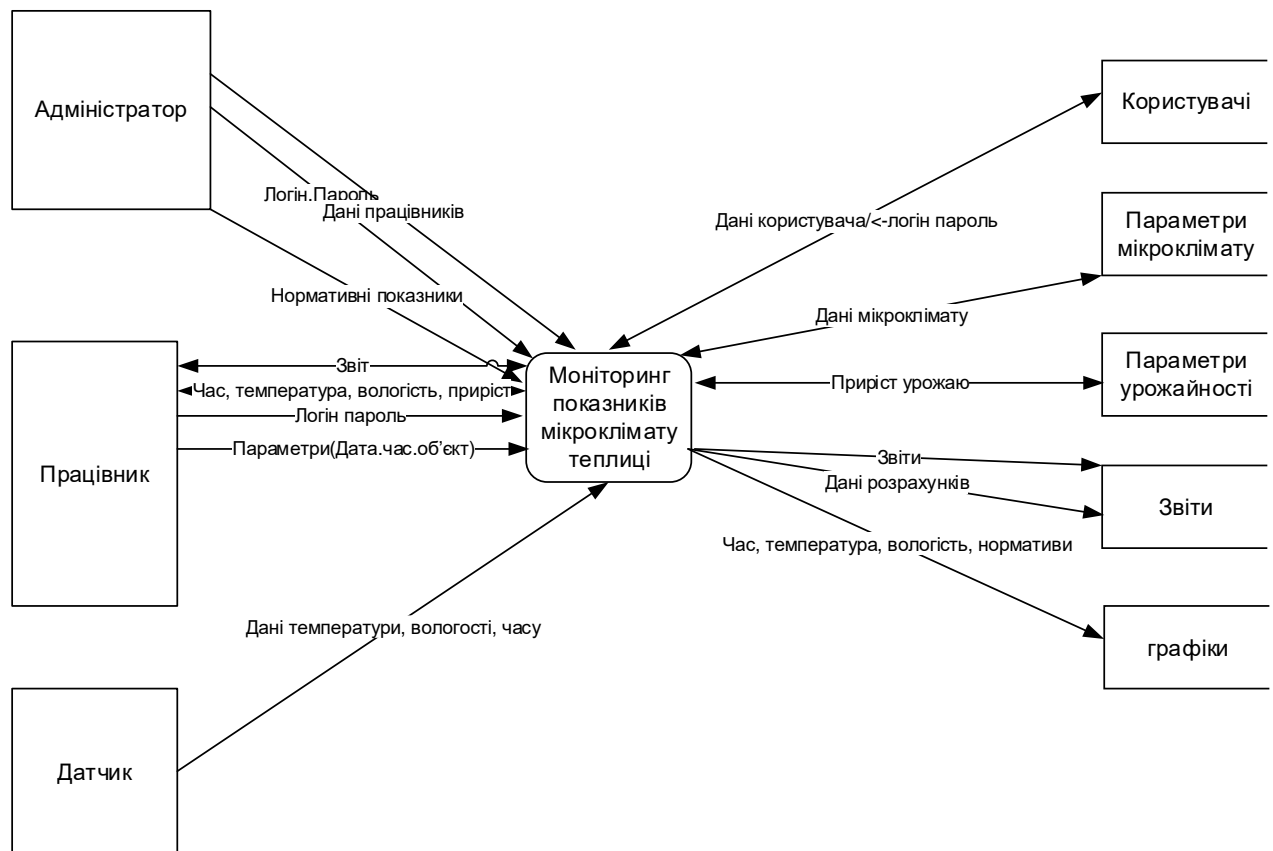 Адміністратор
Користувачі
Логін.Пароль
Дані працівників
Дані користувача/<-логін пароль
Параметри
мікроклімату
Нормативні показники
Дані мікроклімату
Звіт
Час, температура, вологість, приріст
Логін пароль
Параметри(Дата.час.об’єкт)
Працівник
Моніторинг
показників
мікроклімату
теплиці
Приріст урожаю
Параметри
урожайності
Звіти
Дані розрахунків
Звіти
Час, температура, вологість, нормативи
Дані температури, вологості, часу
графіки
Датчик